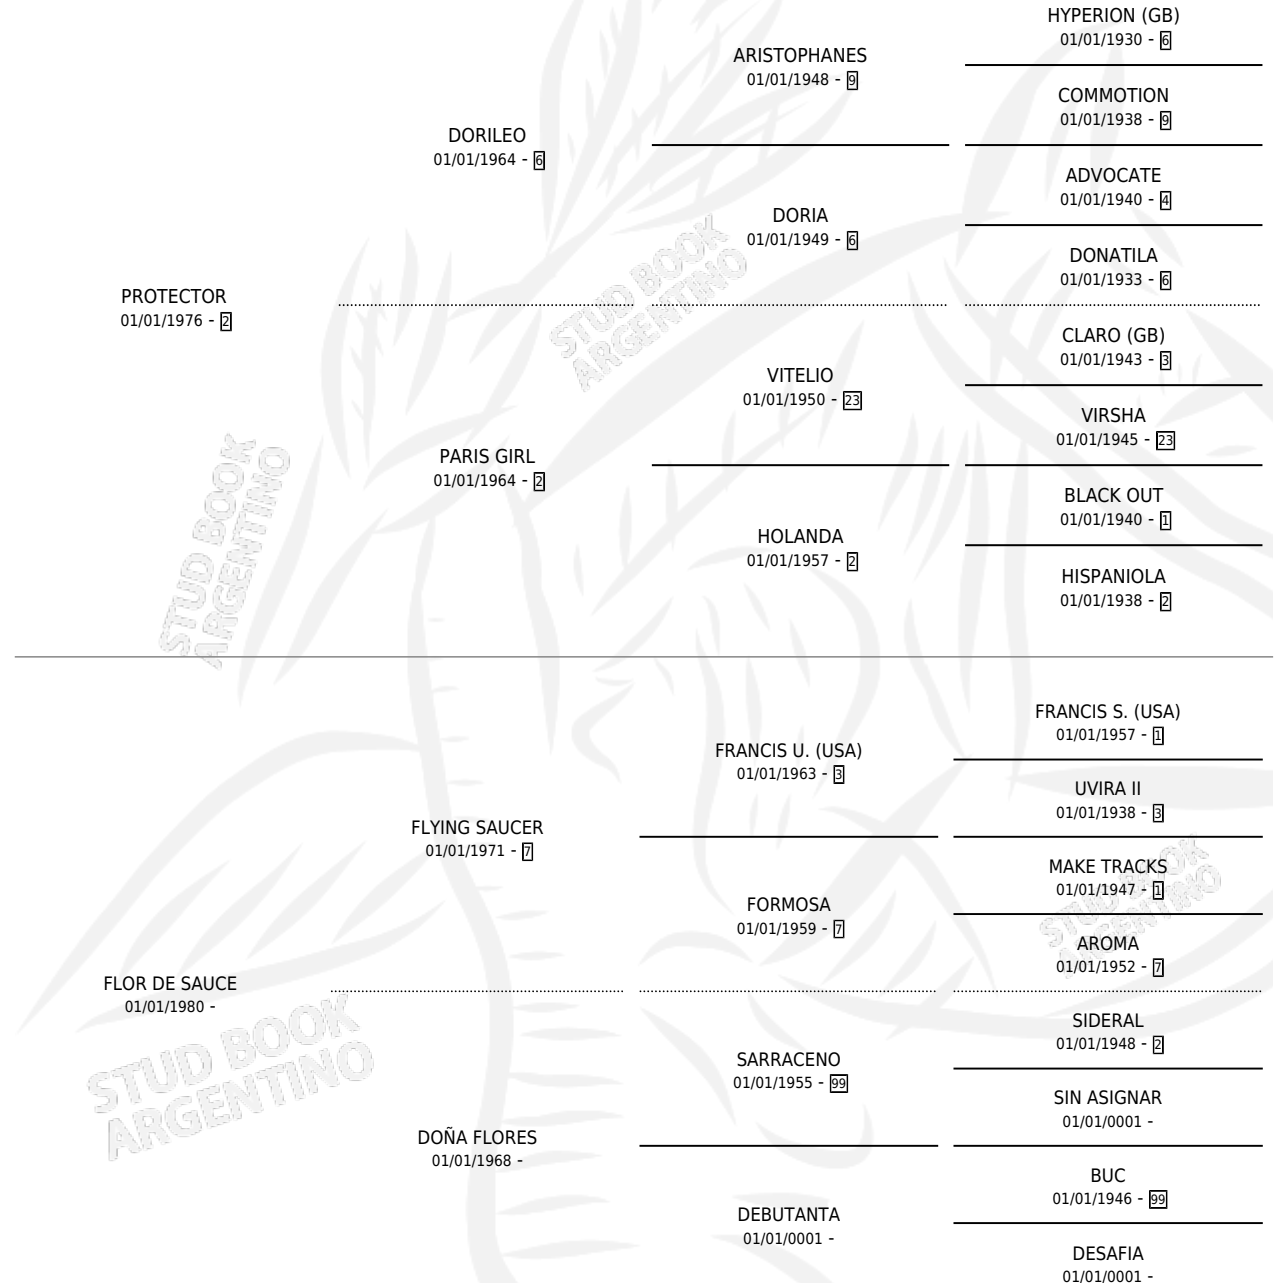 HYPERION (GB)
01/01/1930 - 6
ARISTOPHANES
01/01/1948 - 9
COMMOTION
01/01/1938 - 9
DORILEO
01/01/1964 - 6
ADVOCATE
01/01/1940 - 4
DORIA
01/01/1949 - 6
DONATILA
01/01/1933 - 6
PROTECTOR
01/01/1976 - 2
CLARO (GB)
01/01/1943 - 3
VITELIO
01/01/1950 - 23
VIRSHA
01/01/1945 - 23
PARIS GIRL
01/01/1964 - 2
BLACK OUT
01/01/1940 - 1
HOLANDA
01/01/1957 - 2
HISPANIOLA
01/01/1938 - 2
FRANCIS S. (USA)
01/01/1957 - 1
FRANCIS U. (USA)
01/01/1963 - 3
UVIRA II
01/01/1938 - 3
FLYING SAUCER
01/01/1971 - 7
MAKE TRACKS
01/01/1947 - 1
FORMOSA
01/01/1959 - 7
AROMA
01/01/1952 - 7
FLOR DE SAUCE
01/01/1980 -
SIDERAL
01/01/1948 - 2
SARRACENO
01/01/1955 - 99
SIN ASIGNAR
01/01/0001 -
DOÑA FLORES
01/01/1968 -
BUC
01/01/1946 - 99
DEBUTANTA
01/01/0001 -
DESAFIA
01/01/0001 -
STUD BOOK
ARGENTINO
STUD BOOK
ARGENTINO
STUD BOOK
ARGENTINO
STUD BOOK
ARGENTINO